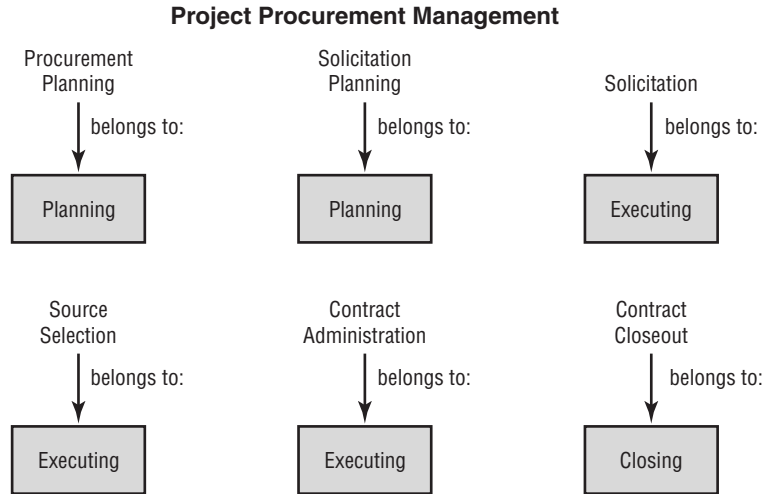 Project Procurement Management
Procurement
Planning
belongs to:
Planning
Solicitation
Planning
belongs to:
Planning
Solicitation
belongs to:
Executing
Source
Selection
belongs to:
Executing
Contract
Administration
belongs to:
Executing
Contract
Closeout
belongs to:
Closing